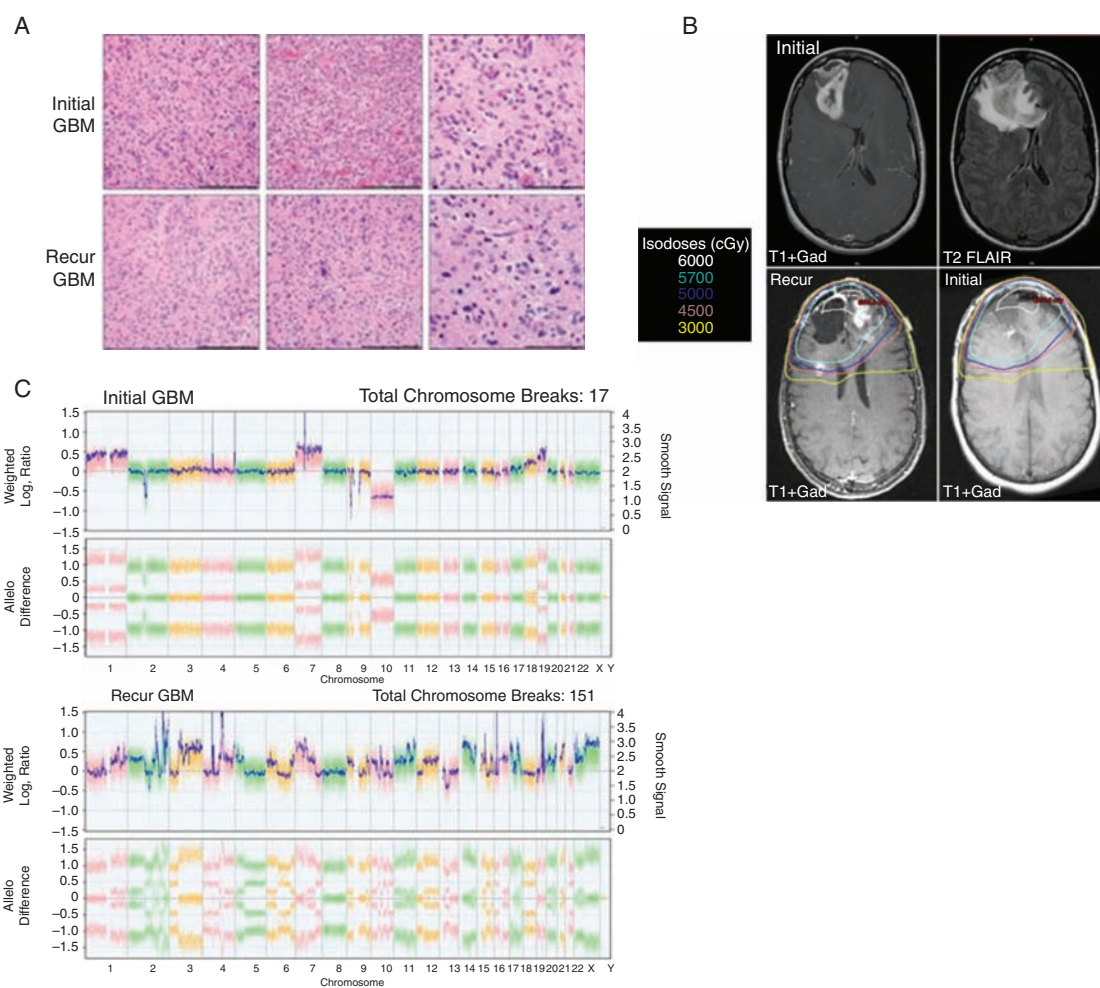 A
Initial
GBM
Recur
GBM
B
Initial
T1+Gad
T2 FLAIR
Isodoses (cGy)
6000
5700
5000
4500
3000
Recur
Initial
T1+Gad
T1+Gad
C
Initial GBM
Total Chromosome Breaks: 17
1.5
1.0
0.5
0
−0.5
−1.0
−1.5
Weighted
Log, Ratio
4
3.5
3.0
2.5
2
1.5
1.0
0.5
0
Smooth Signal
1.5
1.0
0.5
0
−0.5
−1.0
−1.5
Allelo
Difference
1 2 3 4 5 6 7 8 9 10 11 12 13 14 15 16 17 18 19 20 21 22 X Y
Chromosome
Recur GBM
Total Chromosome Breaks: 151
1.5
1.0
0.5
0
−0.5
−1.0
−1.5
Weighted
Log, Ratio
4
3.5
3.0
2.5
2
1.5
1.0
0.5
0
Smooth Signal
1.5
1.0
0.5
0
−0.5
−1.0
−1.5
Allelo
Difference
1 2 3 4 5 6 7 8 9 10 11 12 13 14 15 16 17 18 19 20 21 22 X Y
Chromosome